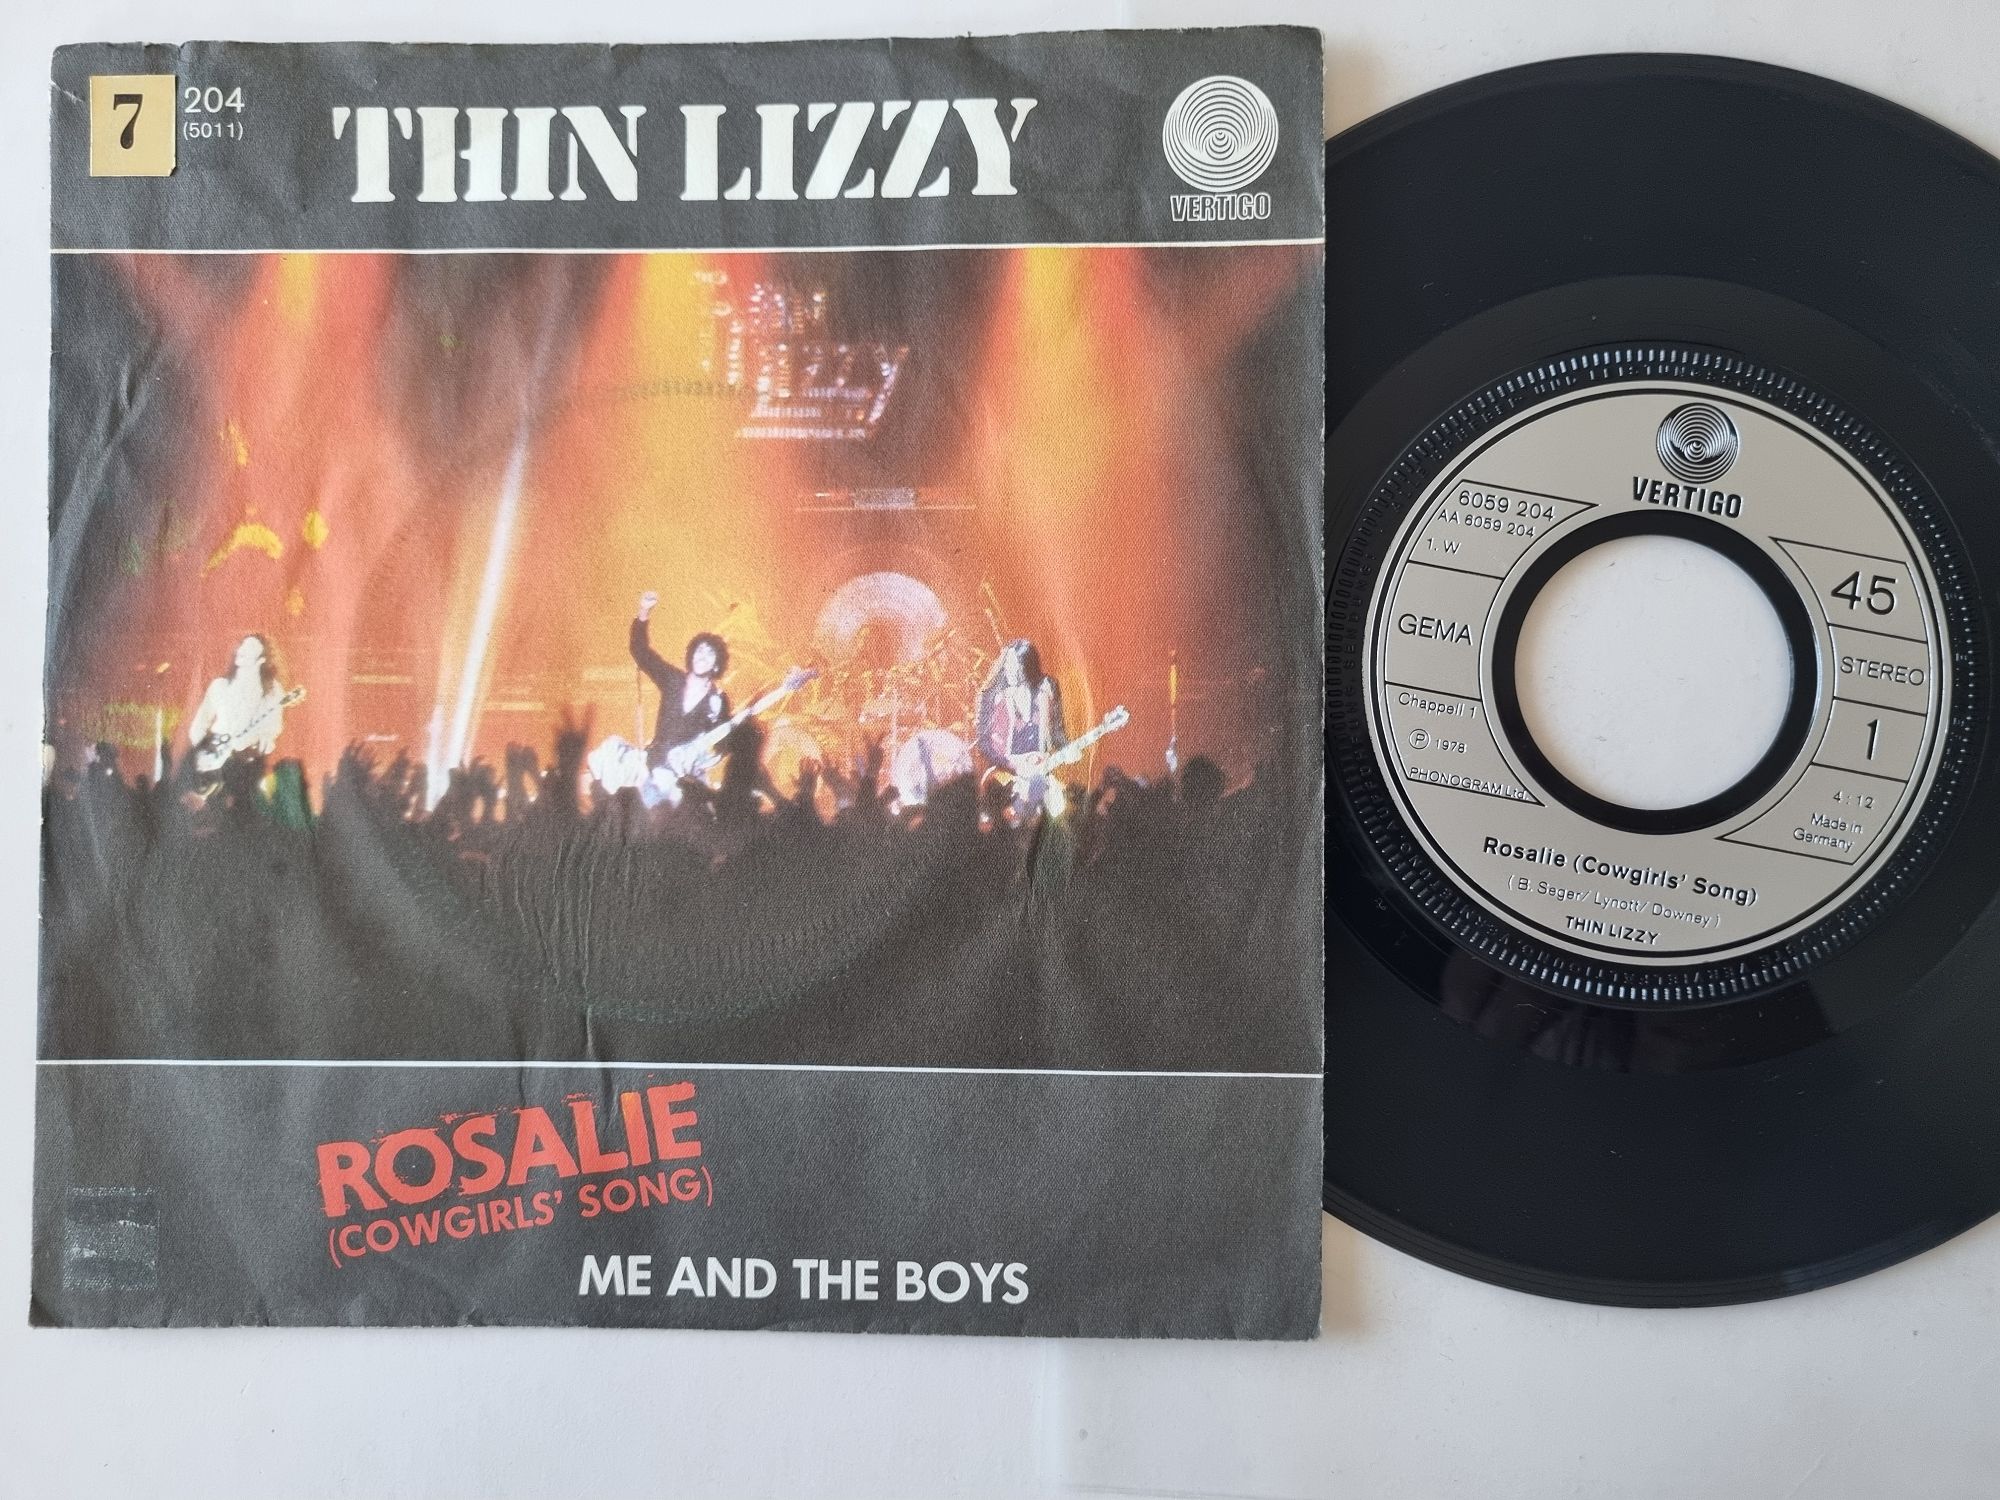 7
204
(5011)
THIN LIZZY
VERTIGO
ROSALIE
(COWGIRLS' SONG)
ME AND THE BOYS
VERTIGO
6059 204
AA 6059 204
1. W
GEMA
Chappell 1
Ⓟ 1978
PHONOGRAM Ltd.
45
STEREO
1
4:12
Made in
Germany
Rosalie (Cowgirls' Song)
(B. Seger/ Lynott/ Downey)
THIN LIZZY